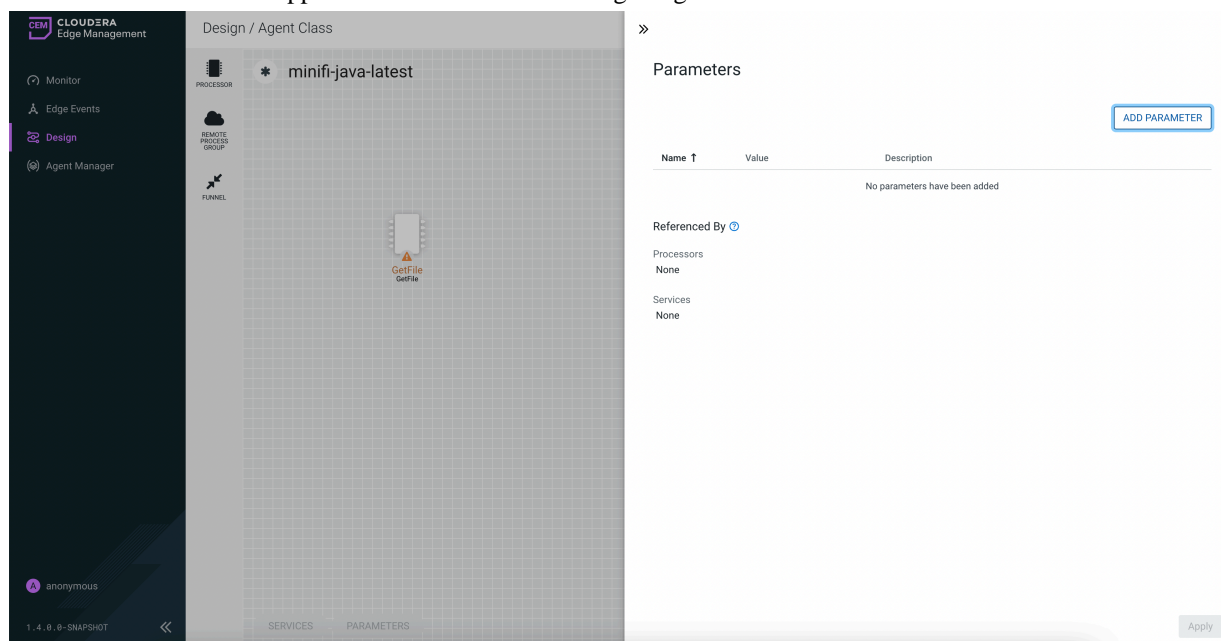 CEM CLOUDERA
Edge Management
Design / Agent Class
Monitor
Edge Events
Design
Agent Manager
PROCESSOR
REMOTE
PROCESS
GROUP
FUNNEL
minifi-java-latest
GetFile
GetFile
SERVICES PARAMETERS
A anonymous
1.4.0.0-SNAPSHOT
Parameters
ADD PARAMETER
Name ↑ Value Description
No parameters have been added
Referenced By ?
Processors
None
Services
None
Apply